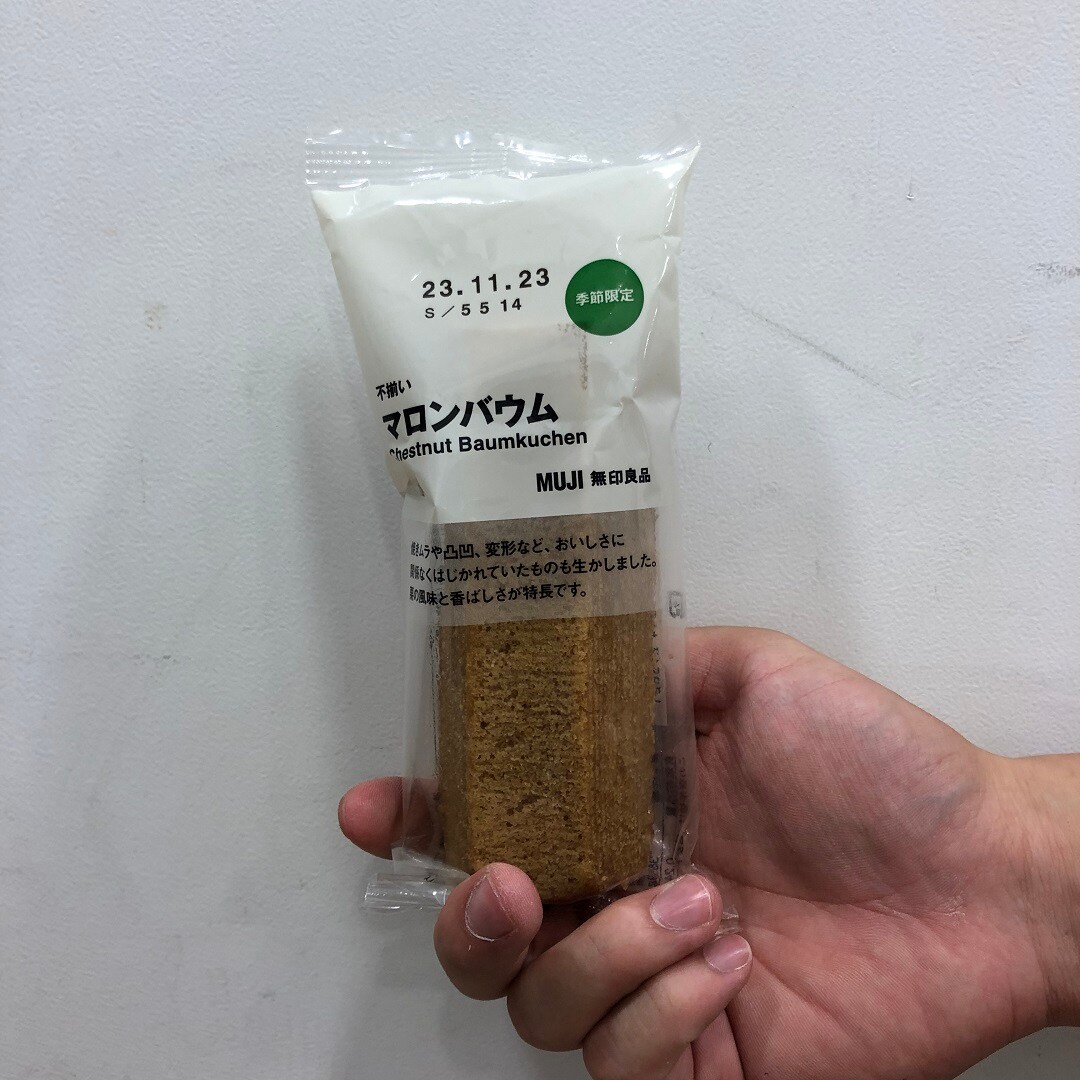 23.11.23
S/5514
季節限定
不揃い
マロンバウム
Chestnut Baumkuchen
MUJI 無印良品
焼きムラや凸凹、変形など、おいしさに
関係なくはじかれていたものも生かしました。
栗の風味と香ばしさが特長です。